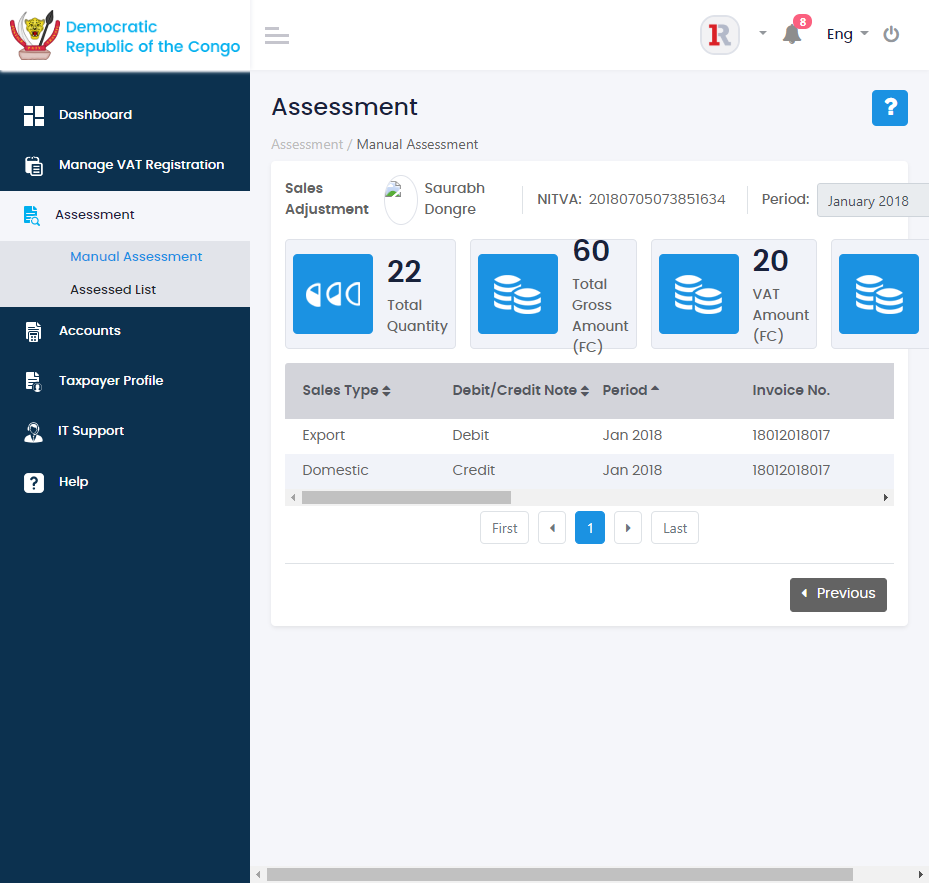 Democratic
Republic of the Congo
8
Eng
Dashboard
Manage VAT Registration
Assessment
Manual Assessment
Assessed List
Accounts
Taxpayer Profile
IT Support
? Help
Assessment
?
Assessment / Manual Assessment
Sales
Adjustment
Saurabh
Dongre
NITVA: 20180705073851634
Period: January 2018
22
Total
Quantity
60
Total
Gross
Amount
(FC)
20
VAT
Amount
(FC)
Sales Type Debit/Credit Note Period Invoice No.
Export Debit Jan 2018 18012018017
Domestic Credit Jan 2018 18012018017
First 1 Last
Previous